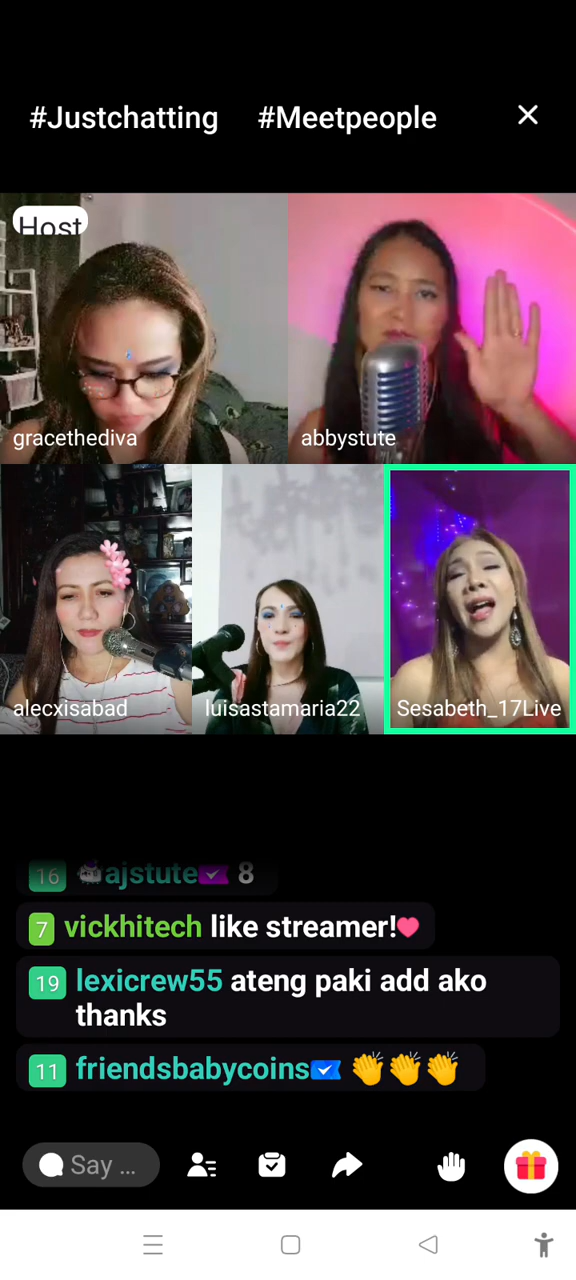 #Justchatting #Meetpeople
Host
gracethediva
abbystute
alecxisabad
luisastamaria22
Sesabeth_17Live
16 ajstute 8
7 vickhitech like streamer!
19 lexicrew55 ateng paki add ako
thanks
11 friendsbabycoins
Say ...